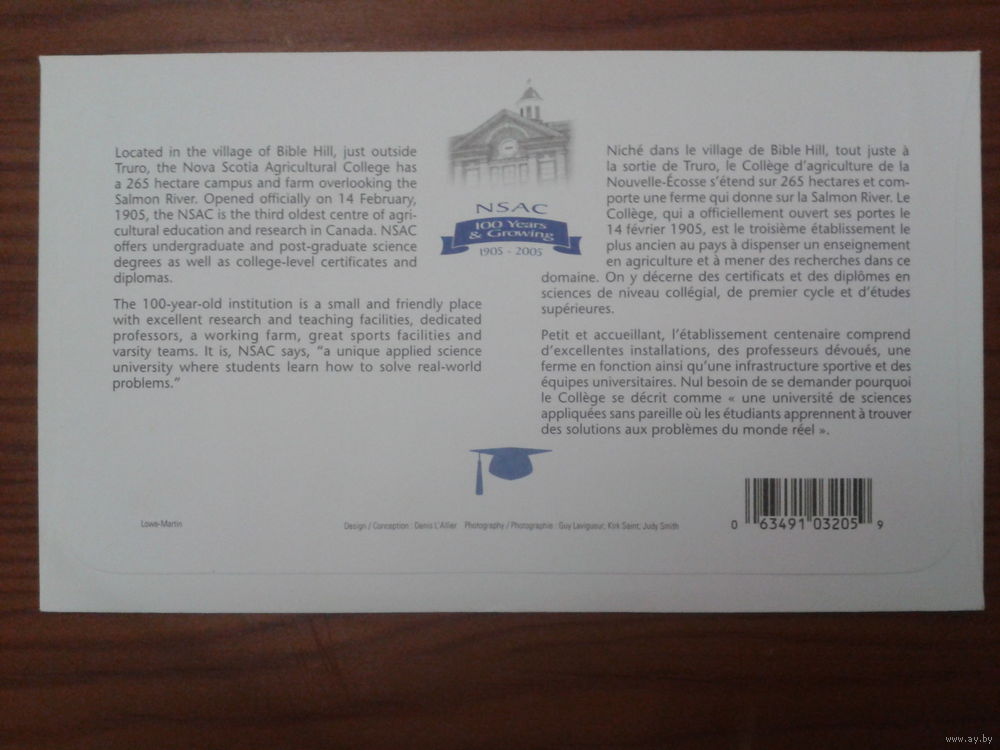 Located in the village of Bible Hill, just outside
Truro, the Nova Scotia Agricultural College has
a 265 hectare campus and farm overlooking the
Salmon River. Opened officially on 14 February,
1905, the NSAC is the third oldest centre of agri-
cultural education and research in Canada. NSAC
offers undergraduate and post-graduate science
degrees as well as college-level certificates and
diplomas.
The 100-year-old institution is a small and friendly place
with excellent research and teaching facilities, dedicated
professors, a working farm, great sports facilities and
varsity teams. It is, NSAC says, “a unique applied science
university where students learn how to solve real-world
problems.”
NSAC
100 Years
& Growing
1905 - 2005
Niché dans le village de Bible Hill, tout juste à
la sortie de Truro, le Collège d’agriculture de la
Nouvelle-Écosse s’étend sur 265 hectares et com-
porte une ferme qui donne sur la Salmon River. Le
Collège, qui a officiellement ouvert ses portes le
14 février 1905, est le troisième établissement le
plus ancien au pays à dispenser un enseignement
en agriculture et à mener des recherches dans ce
domaine. On y décerne des certificats et des diplômes en
sciences de niveau collégial, de premier cycle et d’études
supérieures.
Petit et accueillant, l’établissement centenaire comprend
d’excellentes installations, des professeurs dévoués, une
ferme en fonction ainsi qu’une infrastructure sportive et des
équipes universitaires. Nul besoin de se demander pourquoi
le Collège se décrit comme « une université de sciences
appliquées sans pareille où les étudiants apprennent à trouver
des solutions aux problèmes du monde réel ».
Lowe-Martin
Design / Conception : Denis L'Allier Photography / Photographie : Guy Lavigueur; Kirk Saint; Judy Smith
0 63491 03205 9
www.ay.by